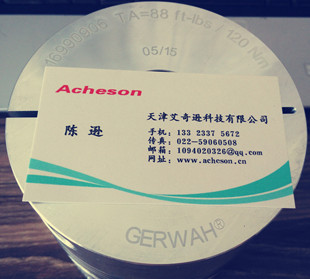 TA=88 ft-lbs / 120 Nm
05/15
Acheson
天津艾奇逊科技有限公司
陈 逊
手机：133 2337 5672
传真：022-59060508
邮箱：1094020326@qq.com
网址：www.acheson.cn
GERWAH®